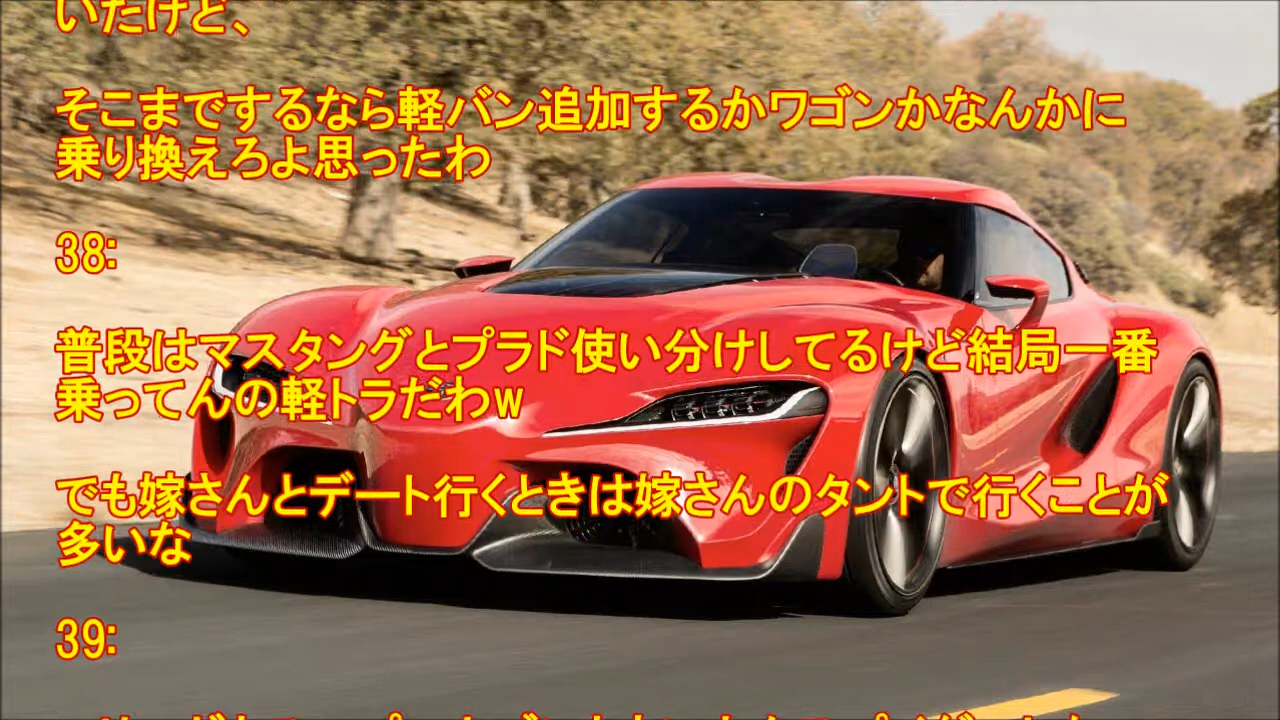 いたけど、
そこまでするなら軽バン追加するかワゴンかなんかに
乗り換えろよ思ったわ
38:
普段はマスタングとプラド使い分けしてるけど結局一番
乗ってんの軽トラだわw
でも嫁さんとデート行くときは嫁さんのタントで行くことが
多いな
39: